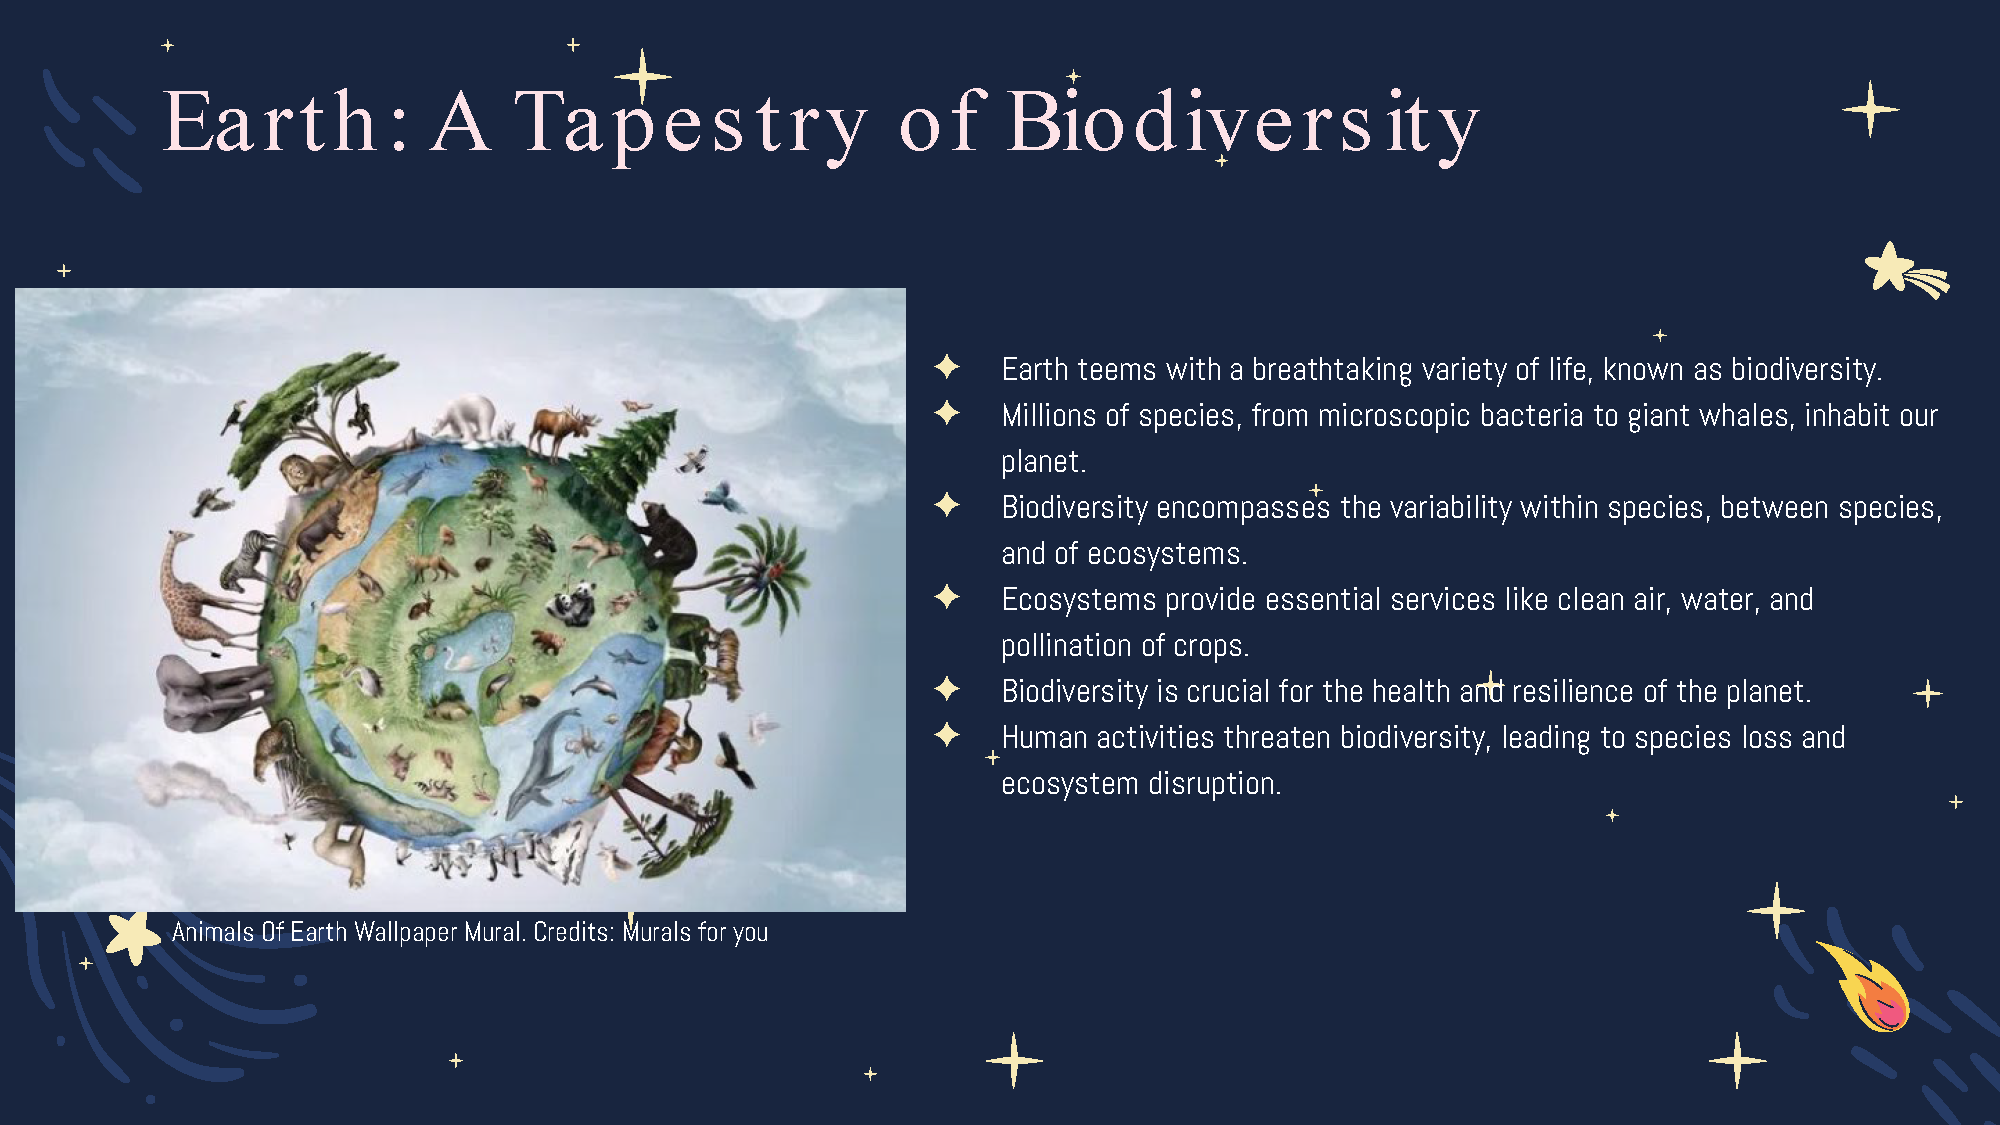 Earth: A Tapestry of Biodiversity
Earth teems with a breathtaking variety of life, known as biodiversity.
Millions of species, from microscopic bacteria to giant whales, inhabit our
planet.
Biodiversity encompasses the variability within species, between species,
and of ecosystems.
Ecosystems provide essential services like clean air, water, and
pollination of crops.
Biodiversity is crucial for the health and resilience of the planet.
Human activities threaten biodiversity, leading to species loss and
ecosystem disruption.
Animals Of Earth Wallpaper Mural. Credits: Murals for you